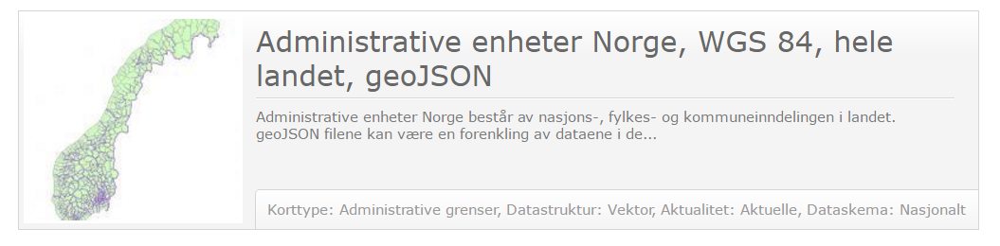 Administrative enheter Norge, WGS 84, hele
landet, geoJSON
Administrative enheter Norge består av nasjons-, fylkes- og kommuneinndelingen i landet.
geoJSON filene kan være en forenkling av dataene i de...
Korttype: Administrative grenser, Datastruktur: Vektor, Aktualitet: Aktuelle, Dataskema: Nasjonalt